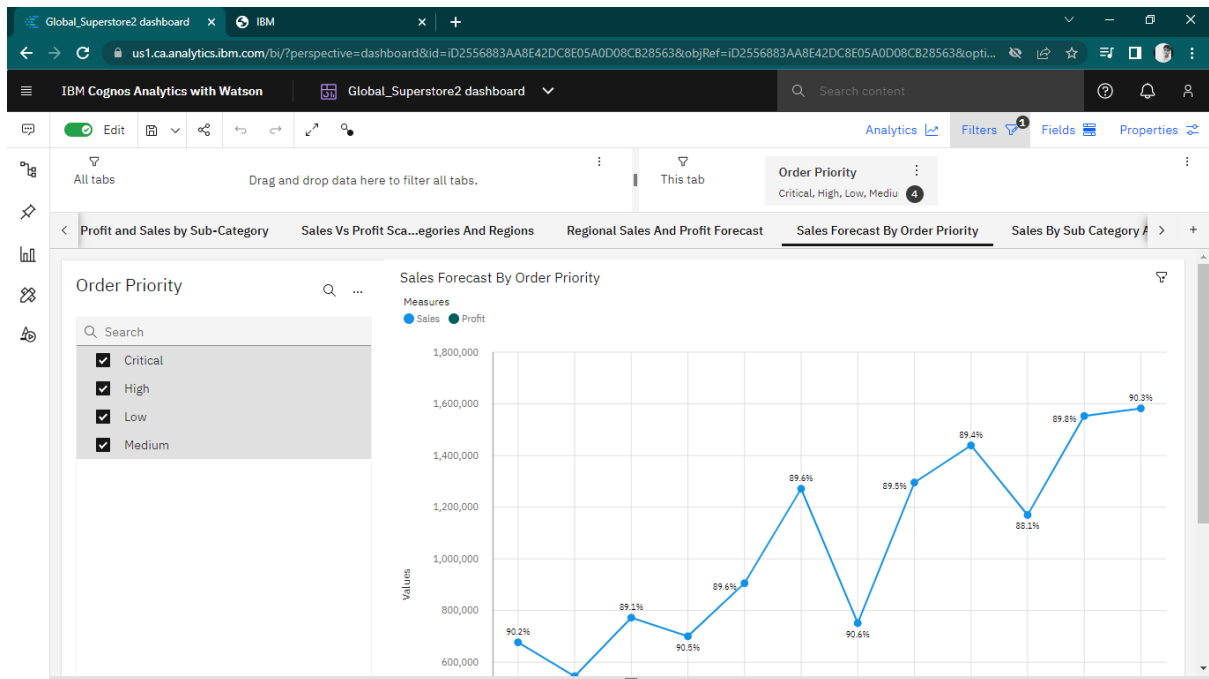 Global_Superstore2 dashboard
IBM
us1.ca.analytics.ibm.com/bi/?perspective=dashboard&id=iD2556883AA8E42DC8E05A0D08CB28563&objRef=iD2556883AA8E42DC8E05A0D08CB28563&opti...
IBM Cognos Analytics with Watson
Global_Superstore2 dashboard
Search content
Edit
Analytics
Filters
1
Fields
Properties
All tabs
Drag and drop data here to filter all tabs.
This tab
Order Priority
Critical, High, Low, Mediu
4
Profit and Sales by Sub-Category
Sales Vs Profit Sca...egories And Regions
Regional Sales And Profit Forecast
Sales Forecast By Order Priority
Sales By Sub Category A
Order Priority
Search
Critical
High
Low
Medium
Sales Forecast By Order Priority
Measures
Sales
Profit
Values
1,800,000
1,600,000
1,400,000
1,200,000
1,000,000
800,000
600,000
90.2%
89.1%
90.5%
89.6%
89.6%
90.6%
89.5%
89.4%
88.1%
89.8%
90.3%